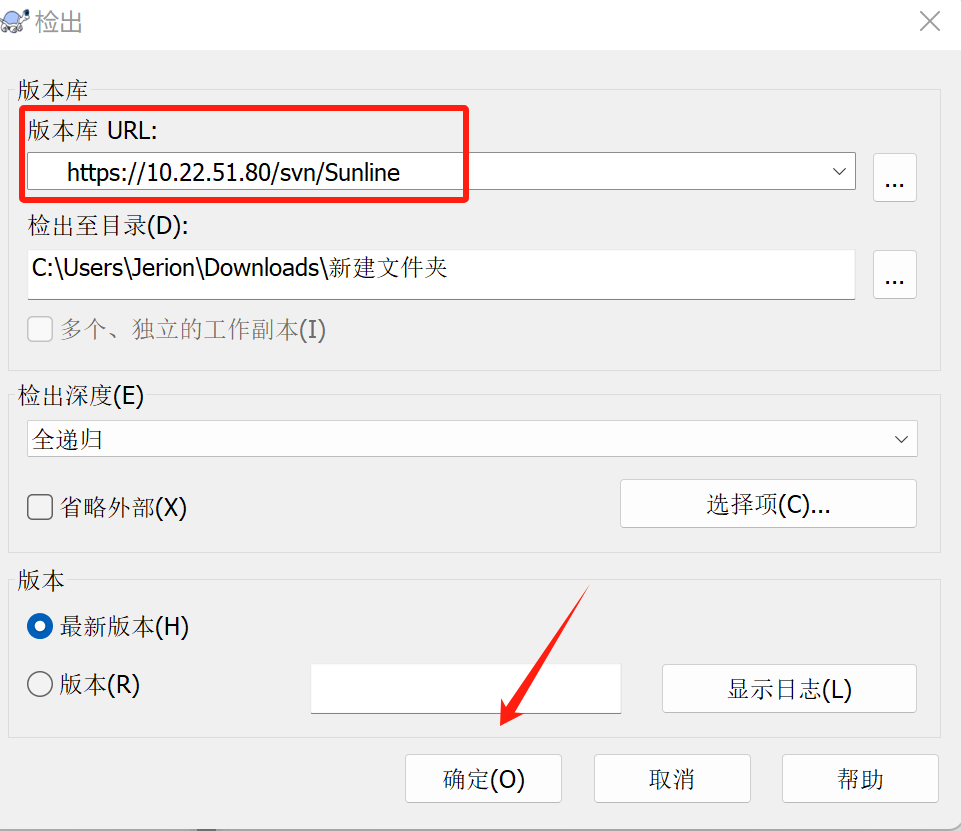 检出
版本库
版本库 URL:
https://10.22.51.80/svn/Sunline
...
检出至目录(D):
C:\Users\Jerion\Downloads\新建文件夹
...
多个、独立的工作副本(I)
检出深度(E)
全递归
省略外部(X)
选择项(C)...
版本
最新版本(H)
版本(R)
显示日志(L)
确定(O)
取消
帮助